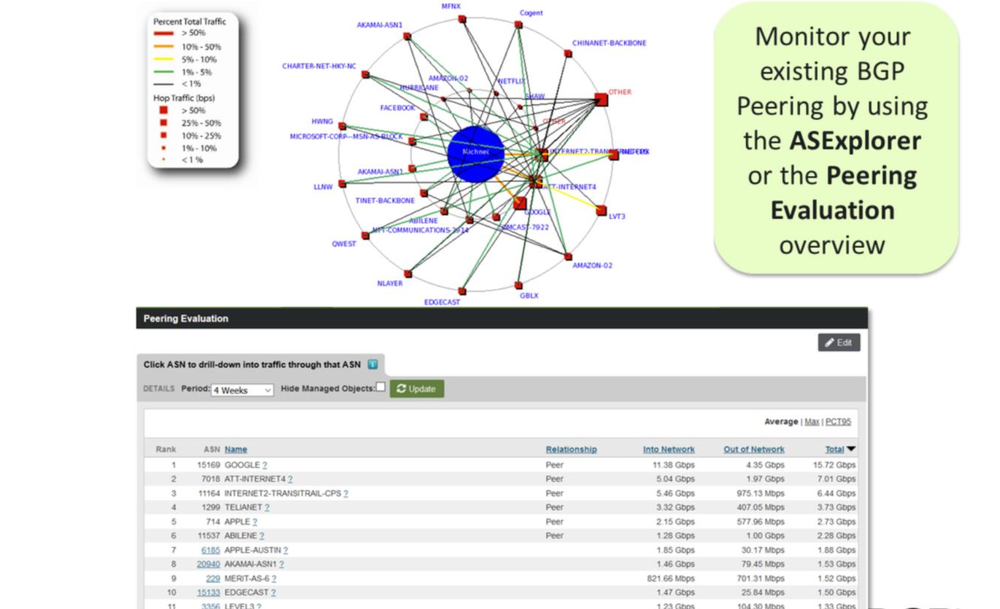 Percent Total Traffic
> 50%
10% - 50%
5% - 10%
1% - 5%
< 1%
Hop Traffic (bps)
> 50%
25% - 50%
10% - 25%
1% - 10%
< 1 %
MFNX
Cogent
AKAMAI-ASN1
CHINANET-BACKBONE
CHARTER-NET-HKY-NC
AMAZON-02
NETFLIX
HURRICANE
SHAW
OTHER
FACEBOOK
HWNG
OTHER
MICROSOFT-CORP---MSN-AS-BLOCK
Michnet
AKAMAI-ASN1
LLNW
ATT-INTERNET4
TINET-BACKBONE
GOOGLE
LVT3
ABILENE
NTT-COMMUNICATIONS-2914
COMCAST-7922
QWEST
AMAZON-02
NLAYER
GBLX
EDGECAST
Monitor your
existing BGP
Peering by using
the ASExplorer
or the Peering
Evaluation
overview
Peering Evaluation
Edit
Click ASN to drill-down into traffic through that ASN
DETAILS Period: 4 Weeks Hide Managed Objects: Update
Average | Max | PCT95
Rank ASN Name Relationship Into Network Out of Network Total
1 15169 GOOGLE ? Peer 11.38 Gbps 4.35 Gbps 15.72 Gbps
2 7018 ATT-INTERNET4 ? Peer 5.04 Gbps 1.97 Gbps 7.01 Gbps
3 11164 INTERNET2-TRANSITRAIL-CPS ? Peer 5.46 Gbps 975.13 Mbps 6.44 Gbps
4 1299 TELIANET ? Peer 3.32 Gbps 407.05 Mbps 3.73 Gbps
5 714 APPLE ? Peer 2.15 Gbps 577.96 Mbps 2.73 Gbps
6 11537 ABILENE ? Peer 1.28 Gbps 1.00 Gbps 2.28 Gbps
7 6185 APPLE-AUSTIN ? 1.85 Gbps 30.17 Mbps 1.88 Gbps
8 20940 AKAMAI-ASN1 ? 1.46 Gbps 79.45 Mbps 1.53 Gbps
9 229 MERIT-AS-6 ? 821.66 Mbps 701.31 Mbps 1.52 Gbps
10 15133 EDGECAST ? 1.47 Gbps 25.84 Mbps 1.50 Gbps
11 3356 LEVEL3 ? 1.23 Gbps 104.30 Mbps 1.33 Gbps